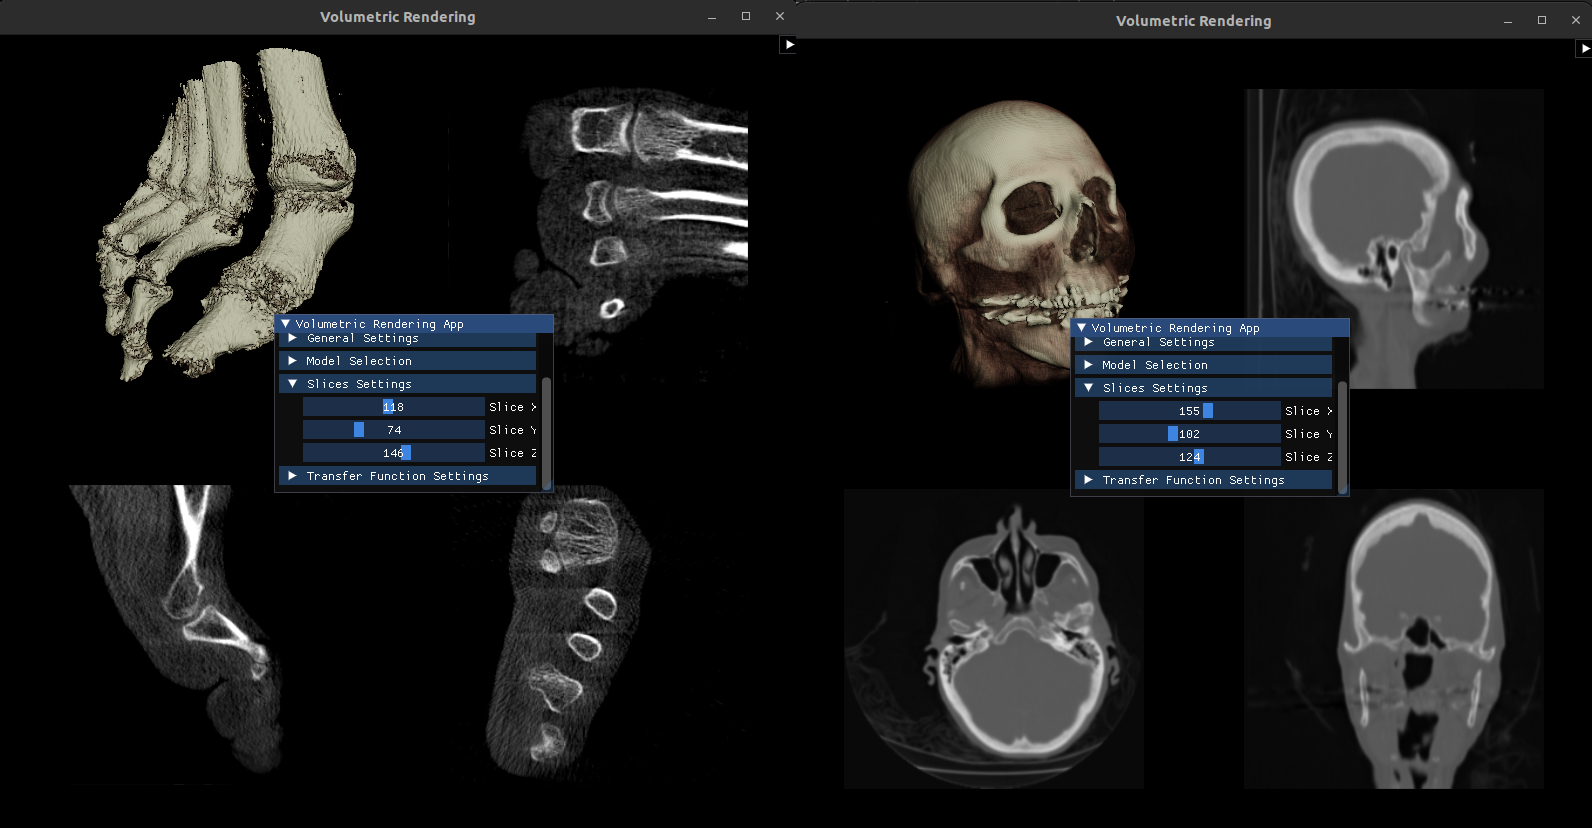 Volumetric Rendering
Volumetric Rendering App
General Settings
Model Selection
Slices Settings
118 Slice X
74 Slice Y
146 Slice Z
Transfer Function Settings
Volumetric Rendering
Volumetric Rendering App
General Settings
Model Selection
Slices Settings
155 Slice X
102 Slice Y
124 Slice Z
Transfer Function Settings